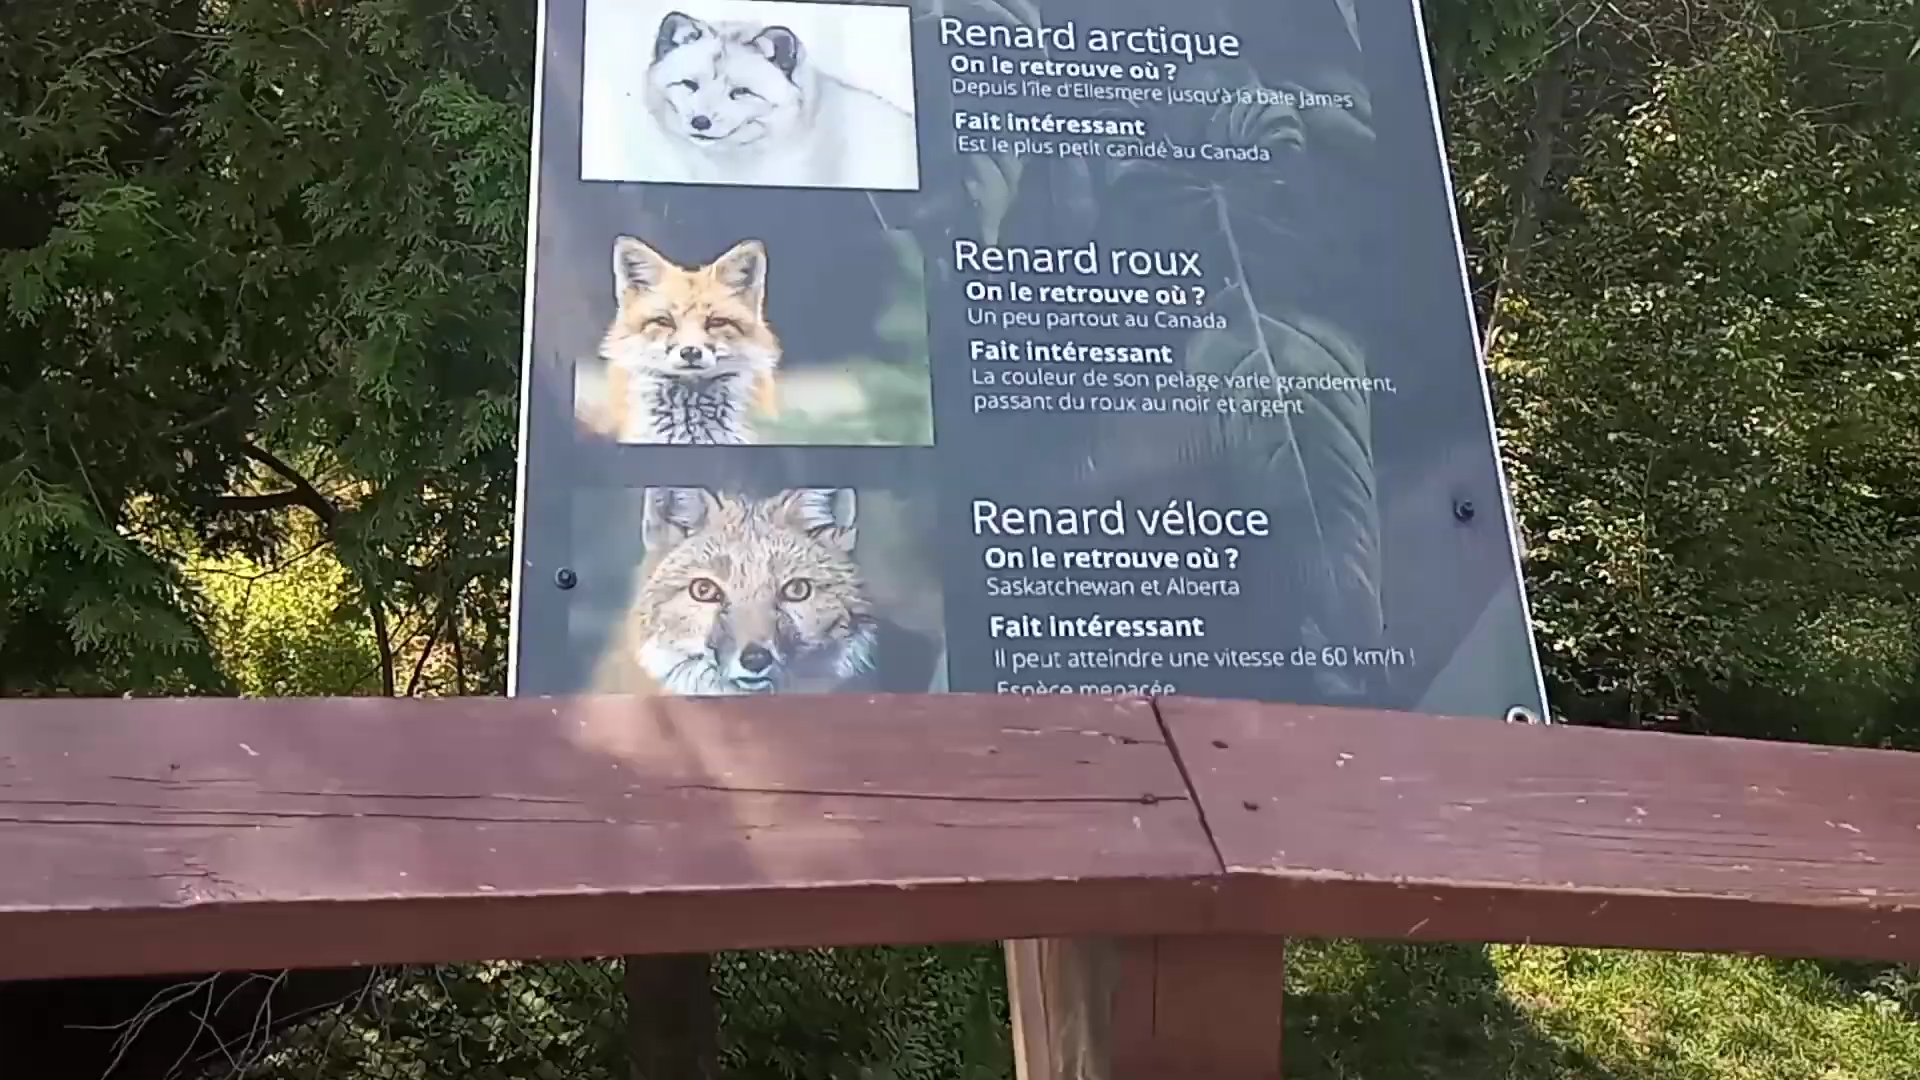 Renard arctique
On le retrouve où ?
Depuis l'île d'Ellesmere jusqu'à la baie James
Fait intéressant
Est le plus petit canidé au Canada
Renard roux
On le retrouve où ?
Un peu partout au Canada
Fait intéressant
La couleur de son pelage varie grandement,
passant du roux au noir et argent
Renard véloce
On le retrouve où ?
Saskatchewan et Alberta
Fait intéressant
Il peut atteindre une vitesse de 60 km/h !
Espèce menacée